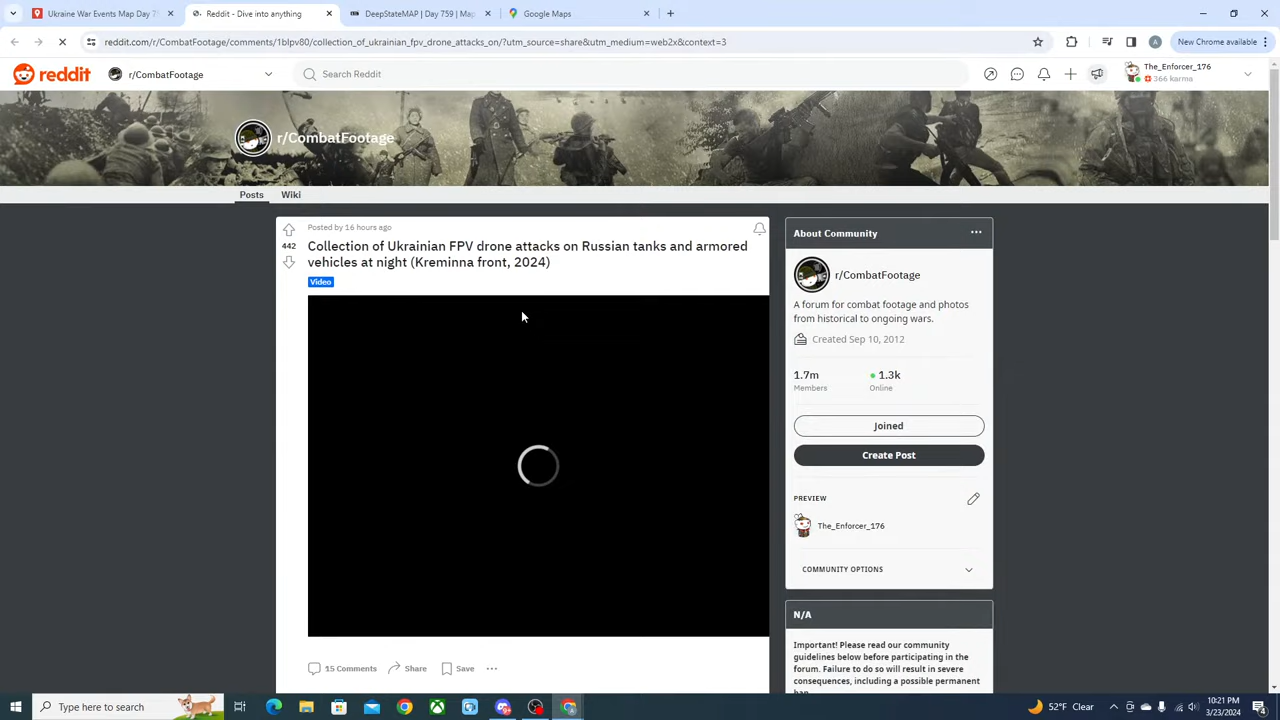 Ukraine War Events Map Day 7
Reddit - Dive into anything
DeepStateMAP | Day 759 | Map
Google Maps
reddit.com/r/CombatFootage/comments/1blpv80/collection_of_ukrainian_fpv_drone_attacks_on/?utm_source=share&utm_medium=web2x&context=3
A
New Chrome available
reddit
r/CombatFootage
Search Reddit
The_Enforcer_176
366 karma
r/CombatFootage
Posts
Wiki
Posted by 16 hours ago
442
Collection of Ukrainian FPV drone attacks on Russian tanks and armored
vehicles at night (Kreminna front, 2024)
Video
15 Comments
Share
Save
About Community
r/CombatFootage
A forum for combat footage and photos
from historical to ongoing wars.
Created Sep 10, 2012
1.7m
1.3k
Members
Online
Joined
Create Post
PREVIEW
The_Enforcer_176
COMMUNITY OPTIONS
N/A
Important! Please read our community
guidelines below before participating in the
forum. Failure to do so will result in severe
consequences, including a possible permanent
ban.
Type here to search
52°F Clear
10:21 PM
3/23/2024